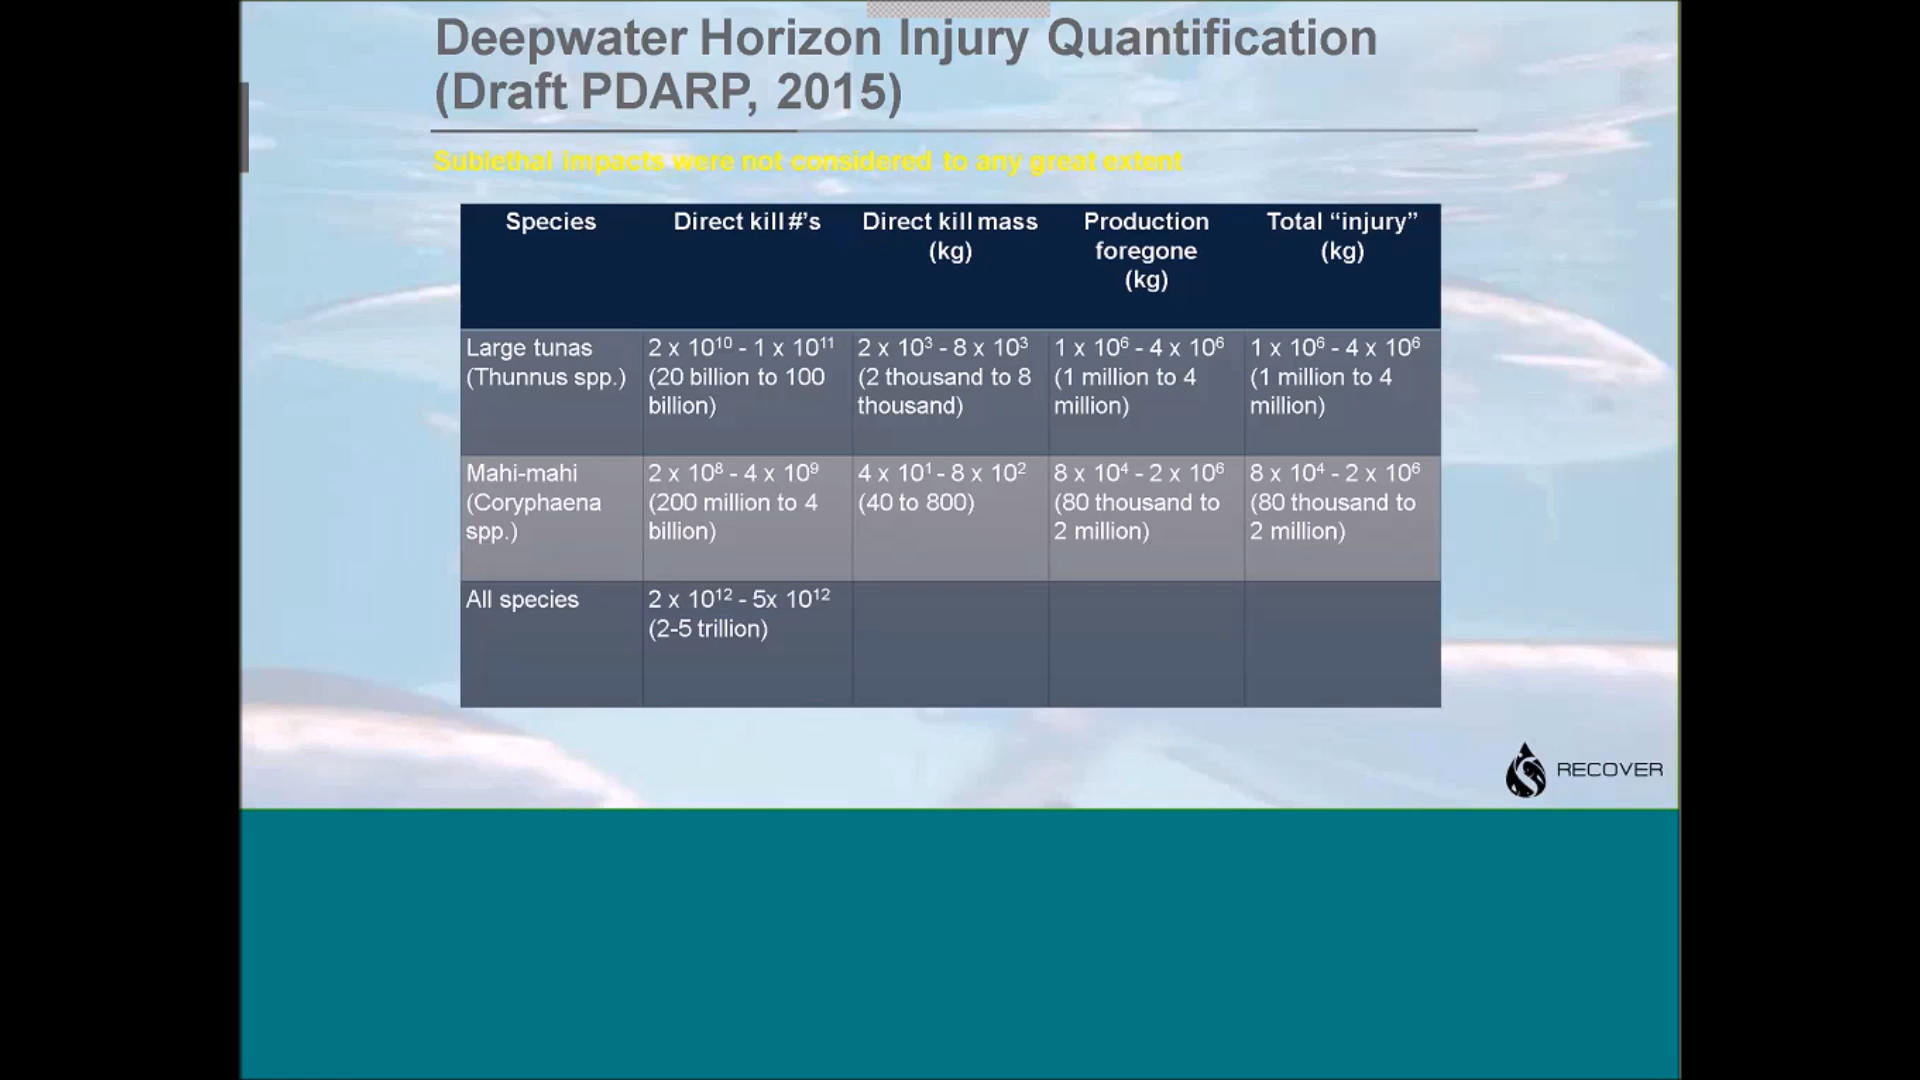 Deepwater Horizon Injury Quantification
(Draft PDARP, 2015)
Sublethal impacts were not considered to any great extent
Species
Direct kill #’s
Direct kill mass
(kg)
Production
foregone
(kg)
Total “injury”
(kg)
Large tunas
(Thunnus spp.)
2 x 10¹⁰ - 1 x 10¹¹
(20 billion to 100
billion)
2 x 10³ - 8 x 10³
(2 thousand to 8
thousand)
1 x 10⁶ - 4 x 10⁶
(1 million to 4
million)
1 x 10⁶ - 4 x 10⁶
(1 million to 4
million)
Mahi-mahi
(Coryphaena
spp.)
2 x 10⁸ - 4 x 10⁹
(200 million to 4
billion)
4 x 10¹ - 8 x 10²
(40 to 800)
8 x 10⁴ - 2 x 10⁶
(80 thousand to
2 million)
8 x 10⁴ - 2 x 10⁶
(80 thousand to
2 million)
All species
2 x 10¹² - 5x 10¹²
(2-5 trillion)
RECOVER